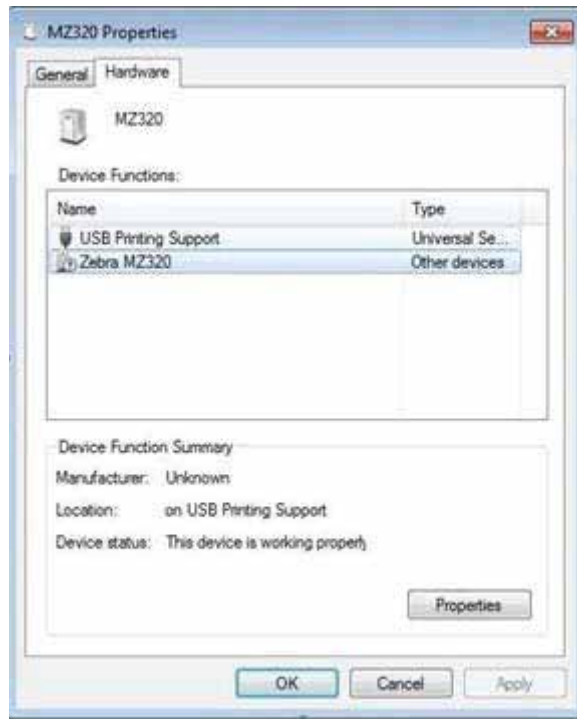 MZ320 Properties
General Hardware
MZ320
Device Functions:
Name Type
USB Printing Support Universal Se...
Zebra MZ320 Other devices
Device Function Summary
Manufacturer: Unknown
Location: on USB Printing Support
Device status: This device is working properly
Properties
OK Cancel Apply